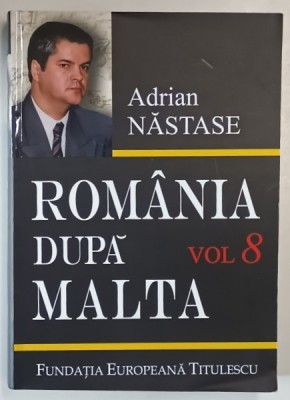 Adrian
NĂSTASE
ROMÂNIA
DUPĂ
VOL 8
MALTA
FUNDAȚIA EUROPEANĂ TITULESCU